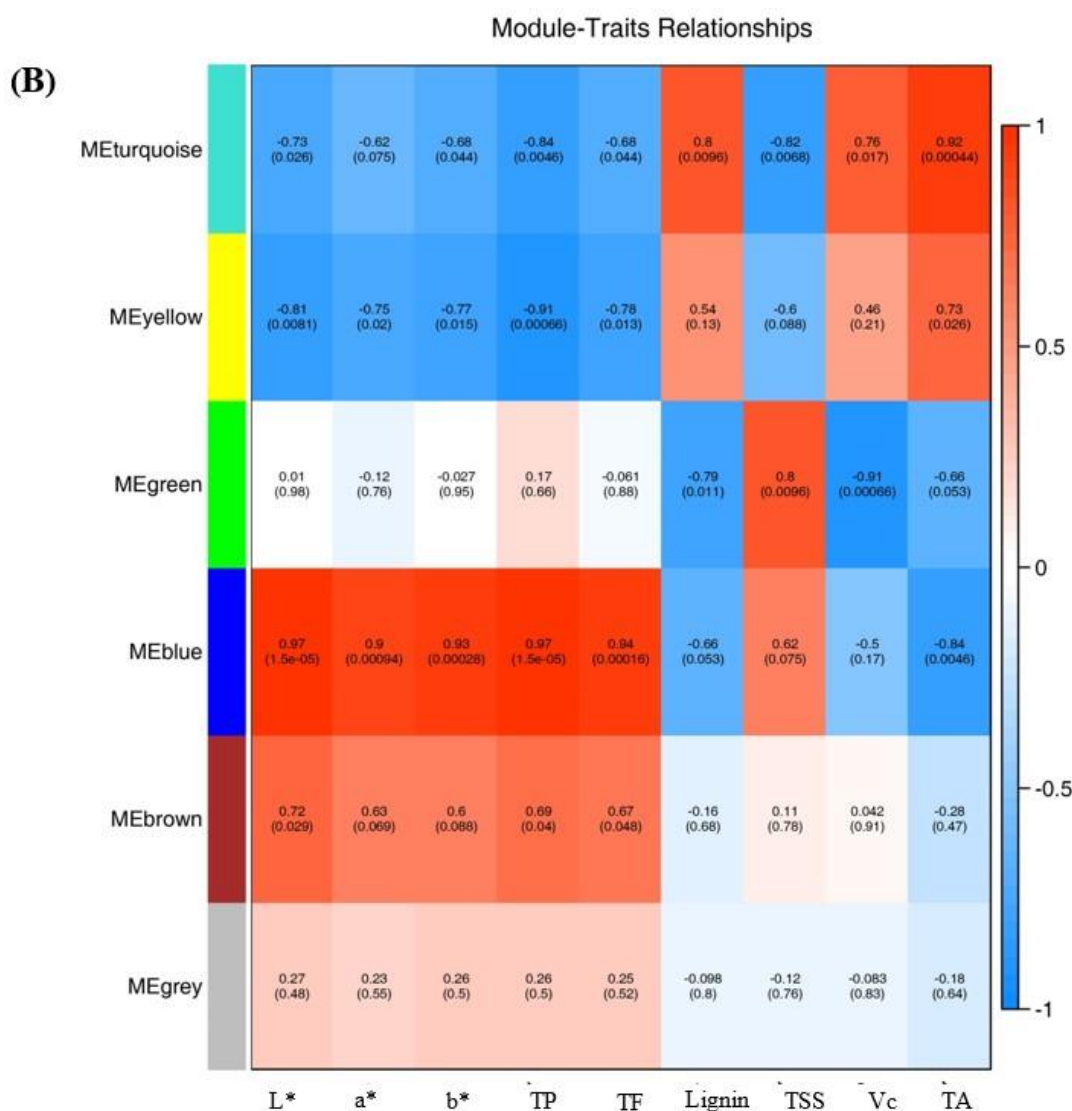 Module-Traits Relationships
(B)
MEturquoise
-0.73 -0.62 -0.68 -0.84 -0.68 0.8 -0.82 0.76 0.92
(0.026) (0.075) (0.044) (0.0046) (0.044) (0.0096) (0.0068) (0.017) (0.00044)
MEyellow
-0.81 -0.75 -0.77 -0.91 -0.78 0.54 -0.6 0.46 0.73
(0.0081) (0.02) (0.015) (0.00066) (0.013) (0.13) (0.088) (0.21) (0.026)
MEgreen
0.01 -0.12 -0.027 0.17 -0.061 -0.79 0.8 -0.91 -0.66
(0.98) (0.76) (0.95) (0.66) (0.88) (0.011) (0.0096) (0.00066) (0.053)
MEblue
0.97 0.9 0.93 0.97 0.94 -0.66 0.62 -0.5 -0.84
(1.5e-05) (0.00094) (0.00028) (1.5e-05) (0.00016) (0.053) (0.075) (0.17) (0.0046)
MEbrown
0.72 0.63 0.6 0.69 0.67 -0.16 0.11 0.042 -0.28
(0.029) (0.069) (0.088) (0.04) (0.048) (0.68) (0.78) (0.91) (0.47)
MEgrey
0.27 0.23 0.26 0.26 0.25 -0.098 -0.12 -0.083 -0.18
(0.48) (0.55) (0.5) (0.5) (0.52) (0.8) (0.76) (0.83) (0.64)
L* a* b* TP TF Lignin TSS Vc TA
1
0.5
0
-0.5
-1